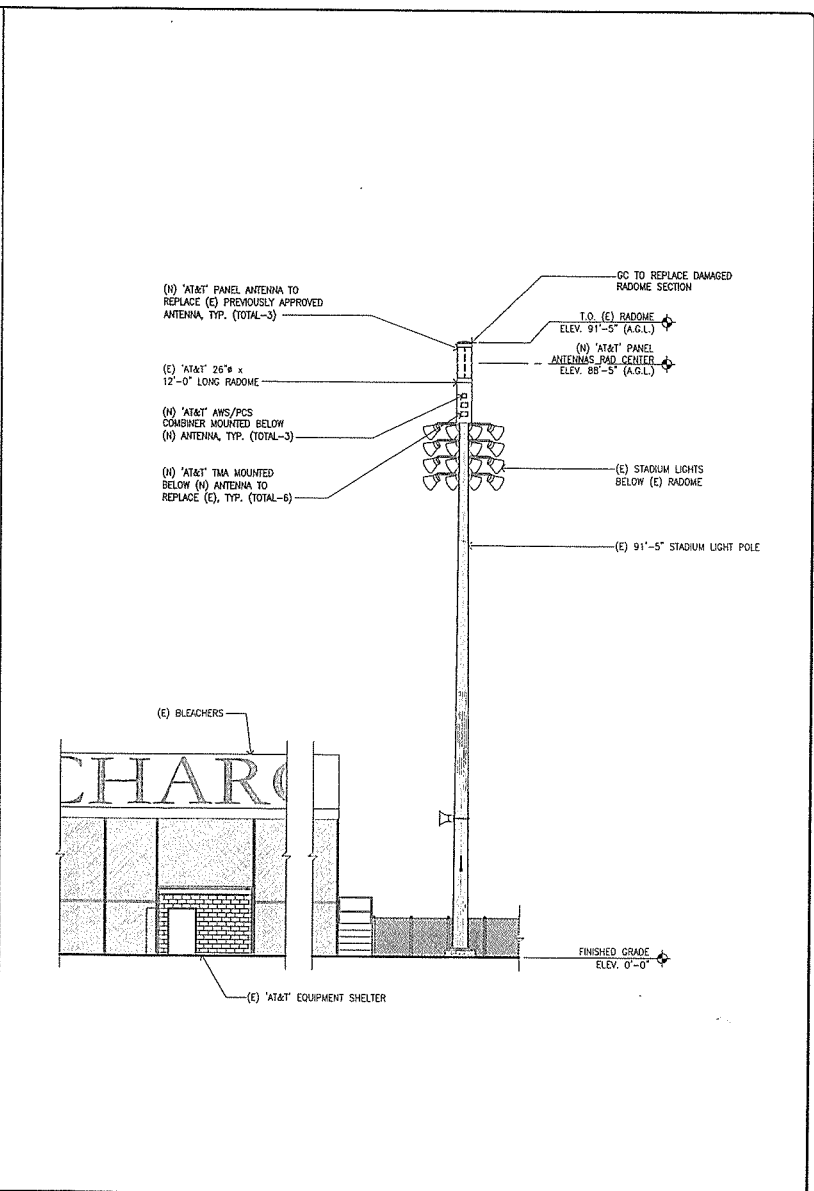 (N) 'AT&T' PANEL ANTENNA TO
REPLACE (E) PREVIOUSLY APPROVED
ANTENNA, TYP. (TOTAL-3)
(E) 'AT&T' 26"ø x
12'-0" LONG RADOME
(N) 'AT&T' AWS/PCS
COMBINER MOUNTED BELOW
(N) ANTENNA, TYP. (TOTAL-3)
(N) 'AT&T' TMA MOUNTED
BELOW (N) ANTENNA TO
REPLACE (E), TYP. (TOTAL-6)
GC TO REPLACE DAMAGED
RADOME SECTION
T.O. (E) RADOME
ELEV. 91'-5" (A.G.L.)
(N) 'AT&T' PANEL
ANTENNAS RAD CENTER
ELEV. 88'-5" (A.G.L.)
(E) STADIUM LIGHTS
BELOW (E) RADOME
(E) 91'-5" STADIUM LIGHT POLE
(E) BLEACHERS
CHARG
FINISHED GRADE
ELEV. 0'-0"
(E) 'AT&T' EQUIPMENT SHELTER